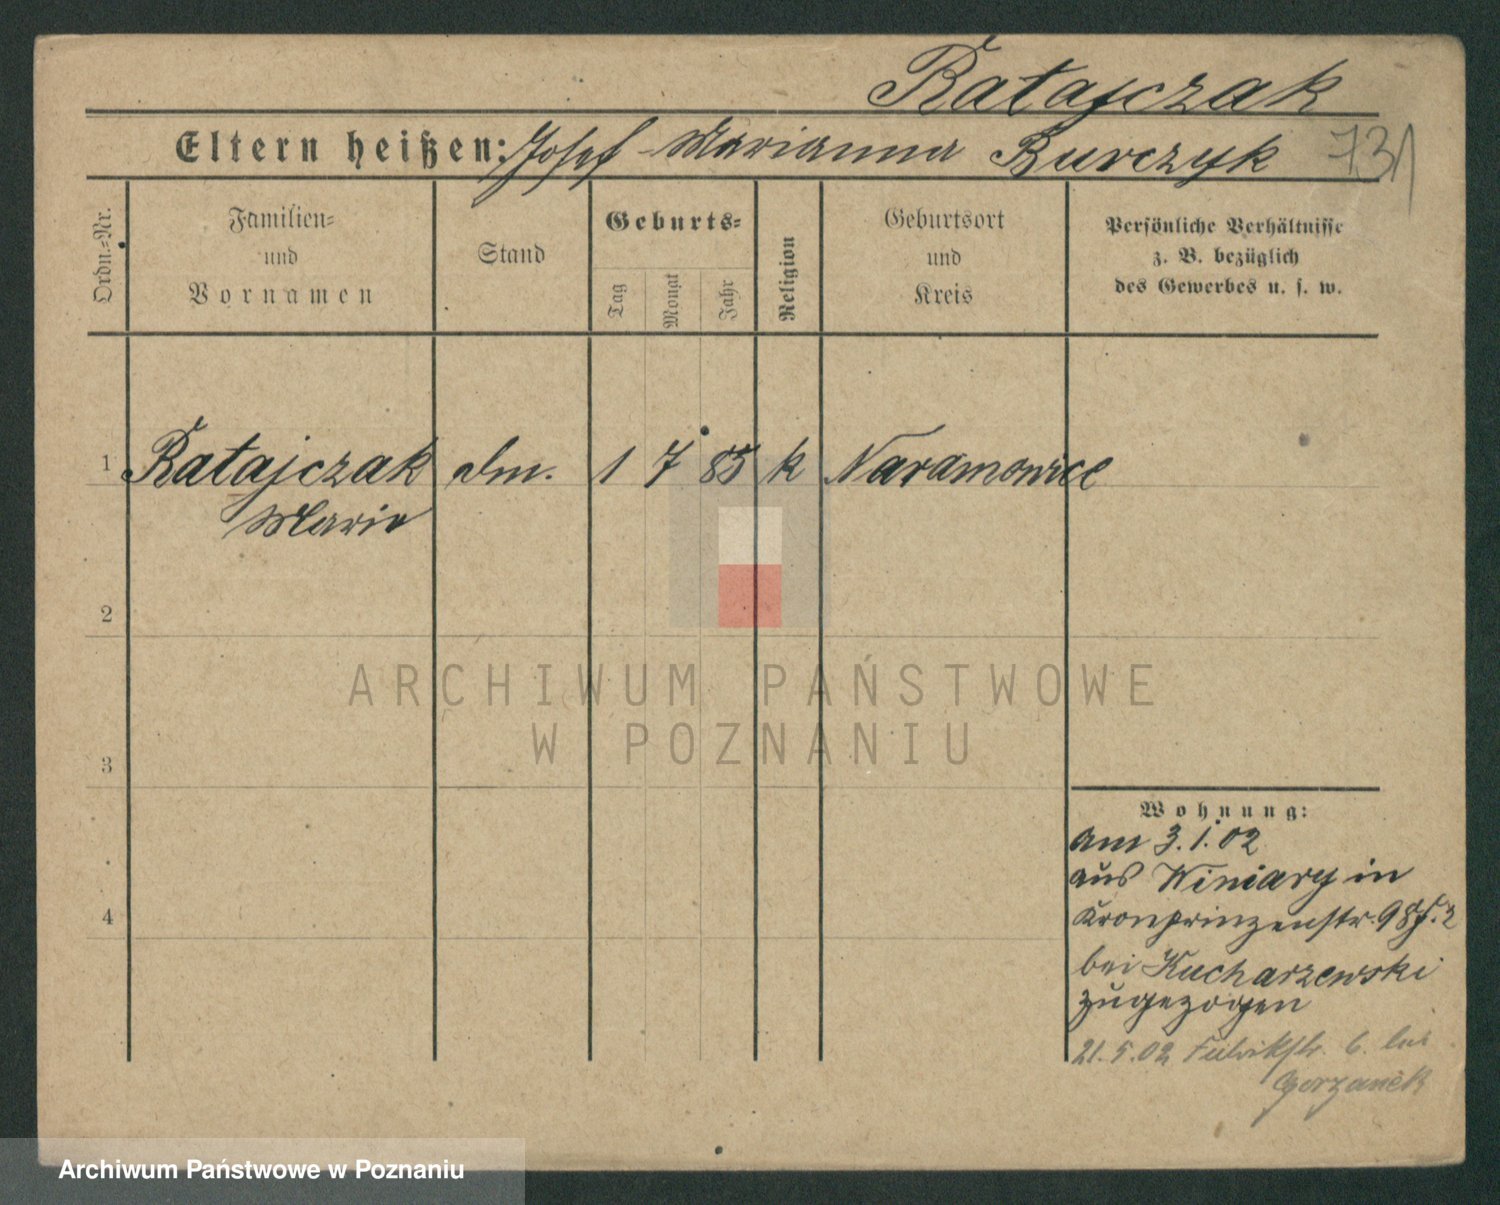 Ratajczak
Eltern heißen: Josef - Marianna Burczyk 731
Ordn.=Nr.
Familien=
und
Vornamen
Stand
Geburts=
Tag
Monat
Jahr
Religion
Geburtsort
und
Kreis
Persönliche Verhältnisse
z. B. bezüglich
des Gewerbes u. s. w.
1 Ratajczak dm. 1 7 85 k Naramowice
Marie
2
3
4
ARCHIWUM PAŃSTWOWE
W POZNANIU
Wohnung:
am 3.1.02
aus Winiary in
Kronprinzenstr. 98
bei Kucharzewski
zugezogen
21.5.02 6. bei
Archiwum Państwowe w Poznaniu